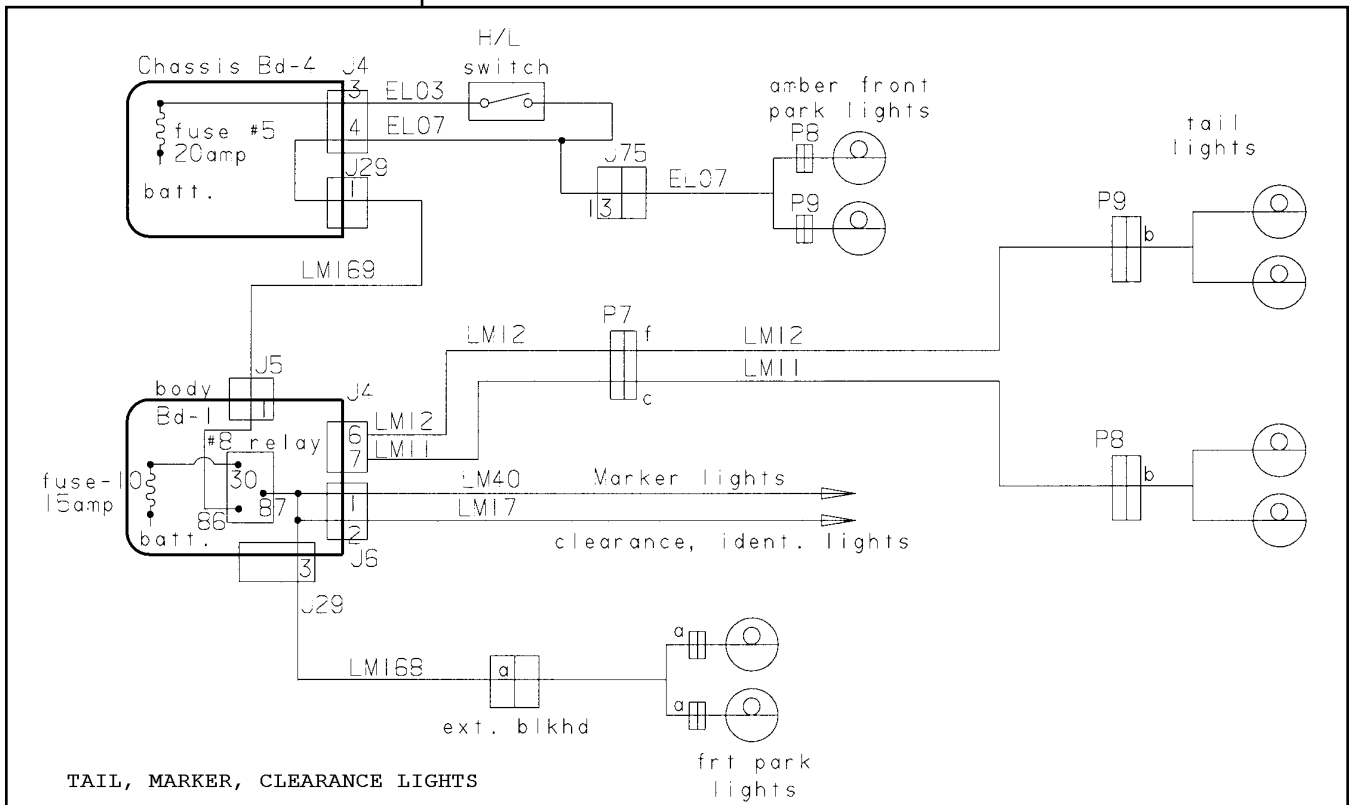 H/L
switch
Chassis Bd-4
J4
3
EL03
fuse #5
20amp
4
EL07
batt.
J29
1
J75
13
EL07
amber front
park lights
P8
P9
tail
lights
P9
b
LM169
P7
LM12
f
LM12
LM11
c
J5
1
body
Bd-1
J4
#8 relay
6
LM12
7
LM11
P8
b
fuse-10
15amp
30
87
86
batt.
1
LM40
Marker lights
2
LM17
clearance, ident. lights
J6
3
J29
LM168
a
ext. blkhd
a
a
frt park
lights
TAIL, MARKER, CLEARANCE LIGHTS